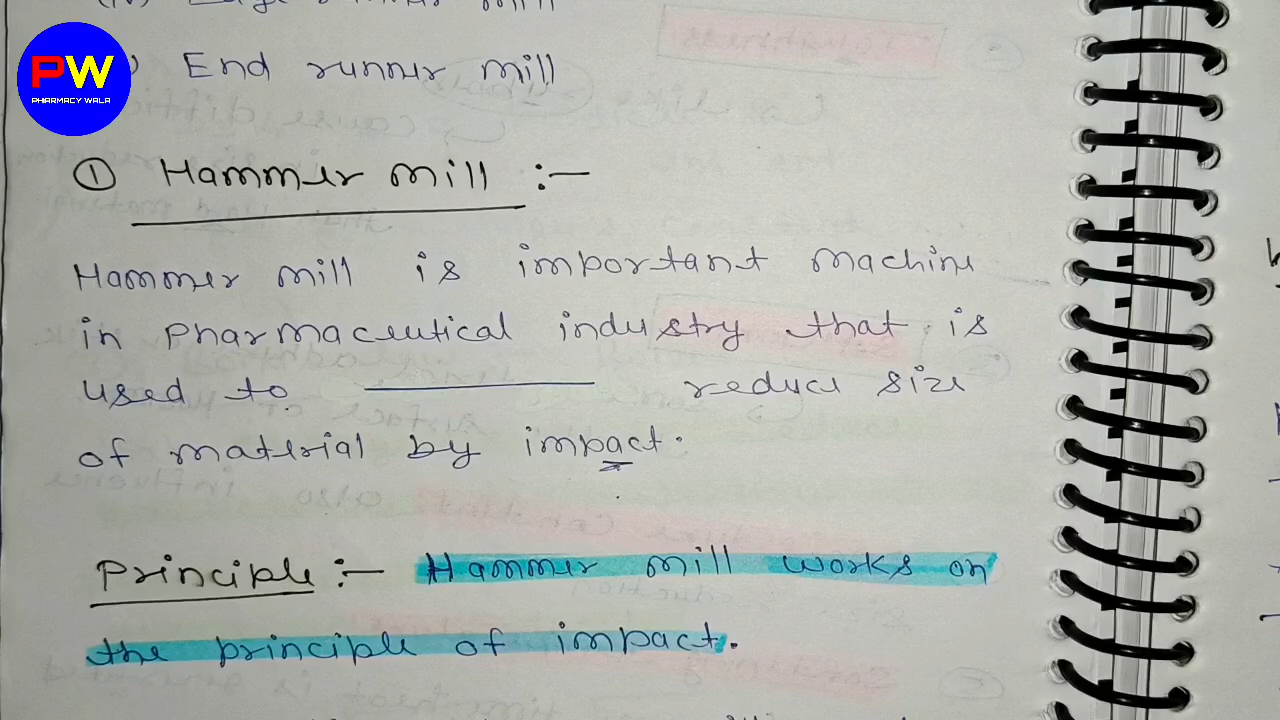 mill
PW
PHARMACY WALA
) End runner mill
① Hammer mill :-
Hammer mill is important machine
in Pharmaceutical industry that is
used to. reduce size
of material by impact.
Principle :- Hammer mill works on
the principle of impact.